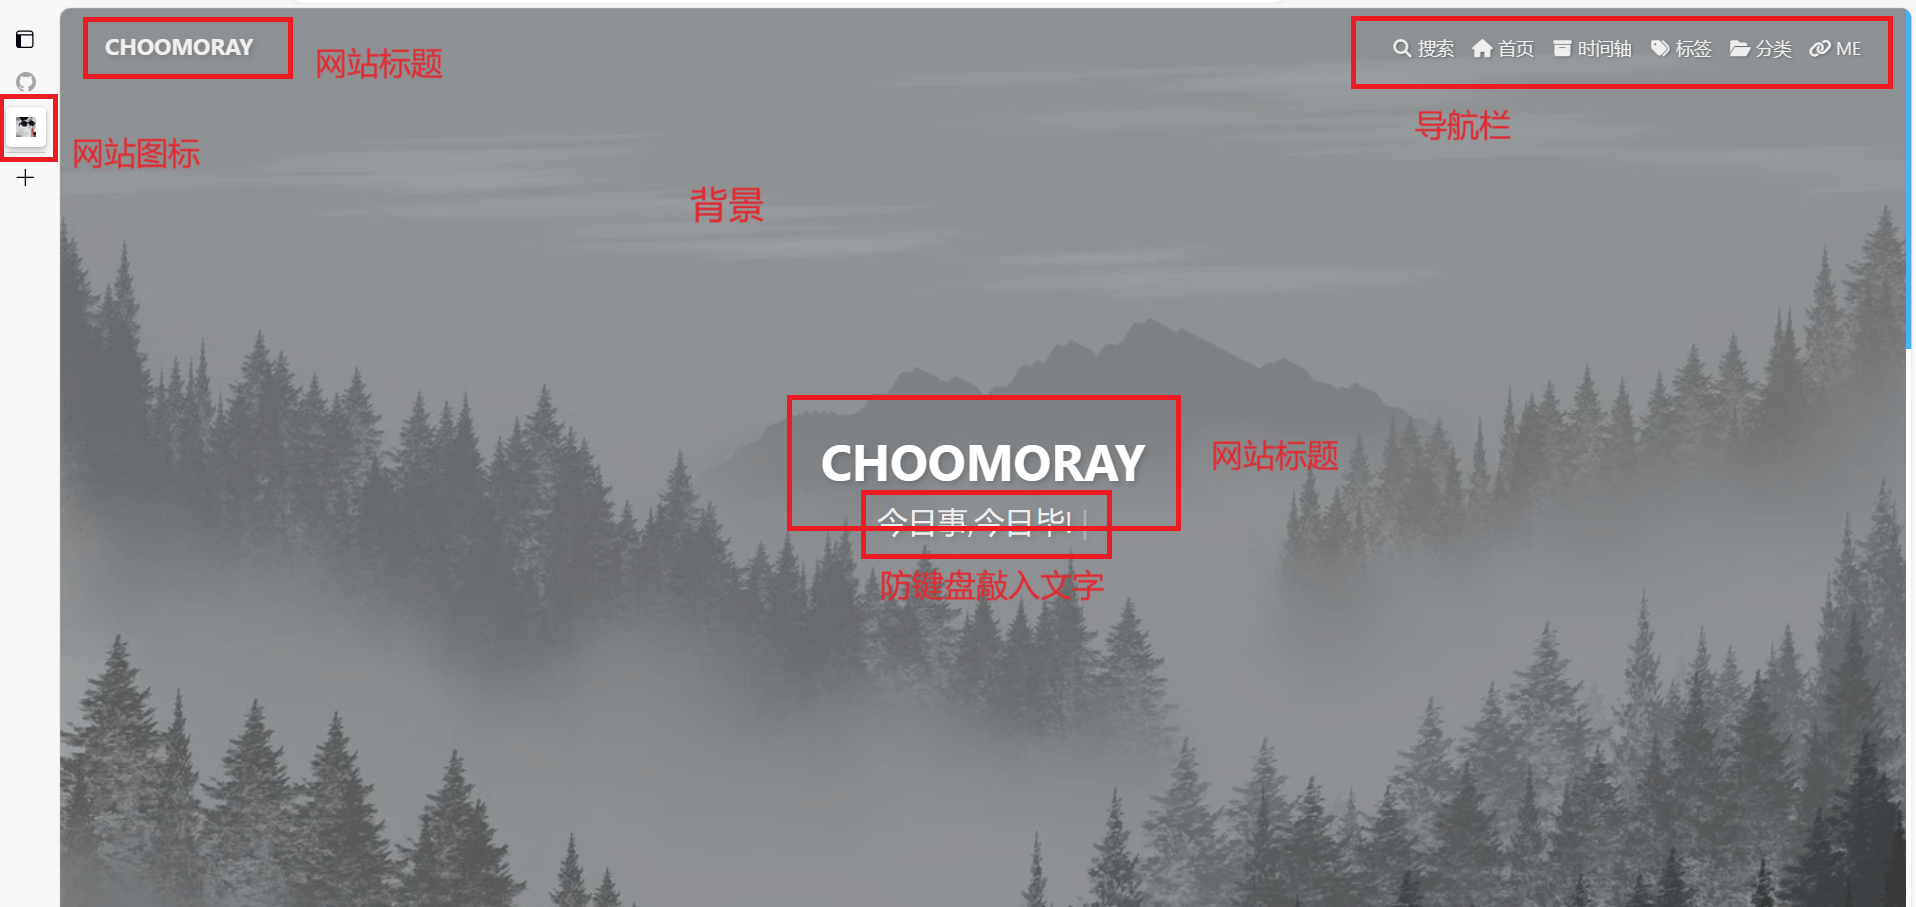 CHOOMORAY
网站标题
搜索 首页 时间轴 标签 分类 ME
导航栏
网站图标
背景
CHOOMORAY
网站标题
今日事,今日毕! |
防键盘敲入文字